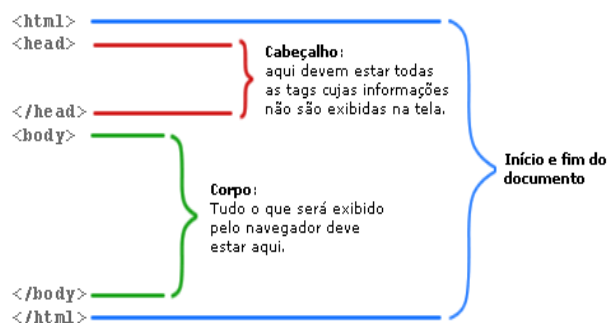 <html>
<head>
Cabeçalho:
aqui devem estar todas
as tags cujas informações
não são exibidas na tela.
</head>
<body>
Início e fim do
documento
Corpo:
Tudo o que será exibido
pelo navegador deve
estar aqui.
</body>
</html>